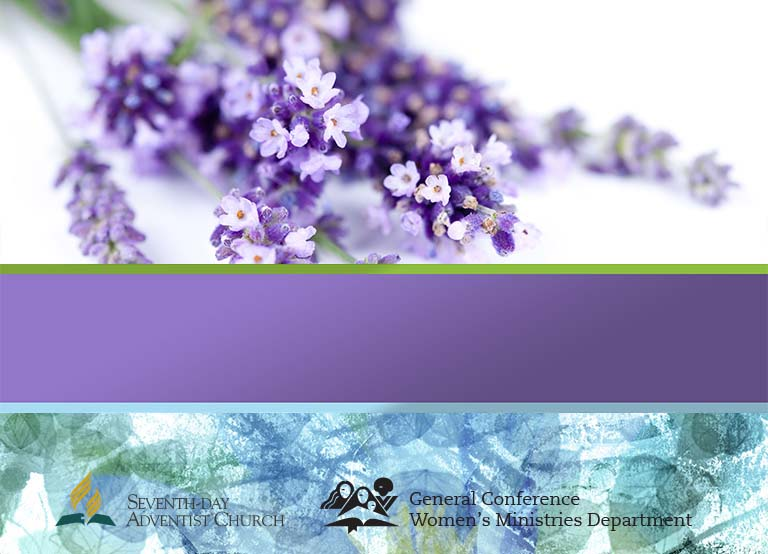 SEVENTH-DAY
ADVENTIST CHURCH
General Conference
Women's Ministries Department